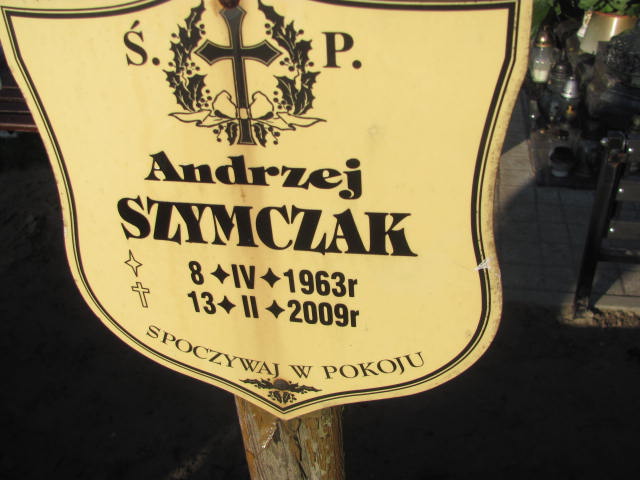 Ś. P.
Andrzej
SZYMCZAK
8✦IV✦1963r
13✦II✦2009r
SPOCZYWAJ W POKOJU